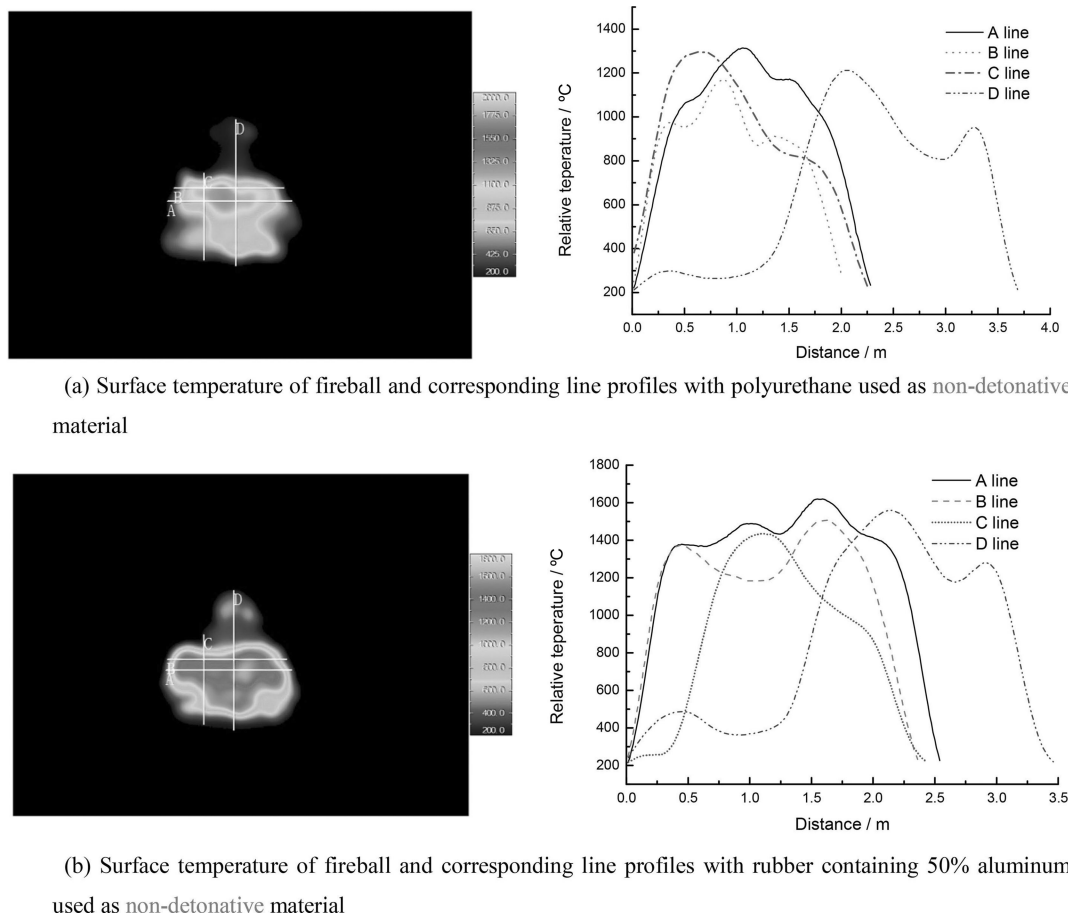 D
C
B
A
2000.0
1775.0
1550.0
1325.0
1100.0
875.0
650.0
425.0
200.0
1400
1200
1000
800
600
400
200
Relative teperature / ºC
A line
B line
C line
D line
0.0 0.5 1.0 1.5 2.0 2.5 3.0 3.5 4.0
Distance / m
(a) Surface temperature of fireball and corresponding line profiles with polyurethane used as non-detonative
material
D
C
B
A
1800.0
1600.0
1400.0
1200.0
1000.0
800.0
600.0
400.0
200.0
1800
1600
1400
1200
1000
800
600
400
200
Relative teperature / ºC
A line
B line
C line
D line
0.0 0.5 1.0 1.5 2.0 2.5 3.0 3.5
Distance / m
(b) Surface temperature of fireball and corresponding line profiles with rubber containing 50% aluminum
used as non-detonative material